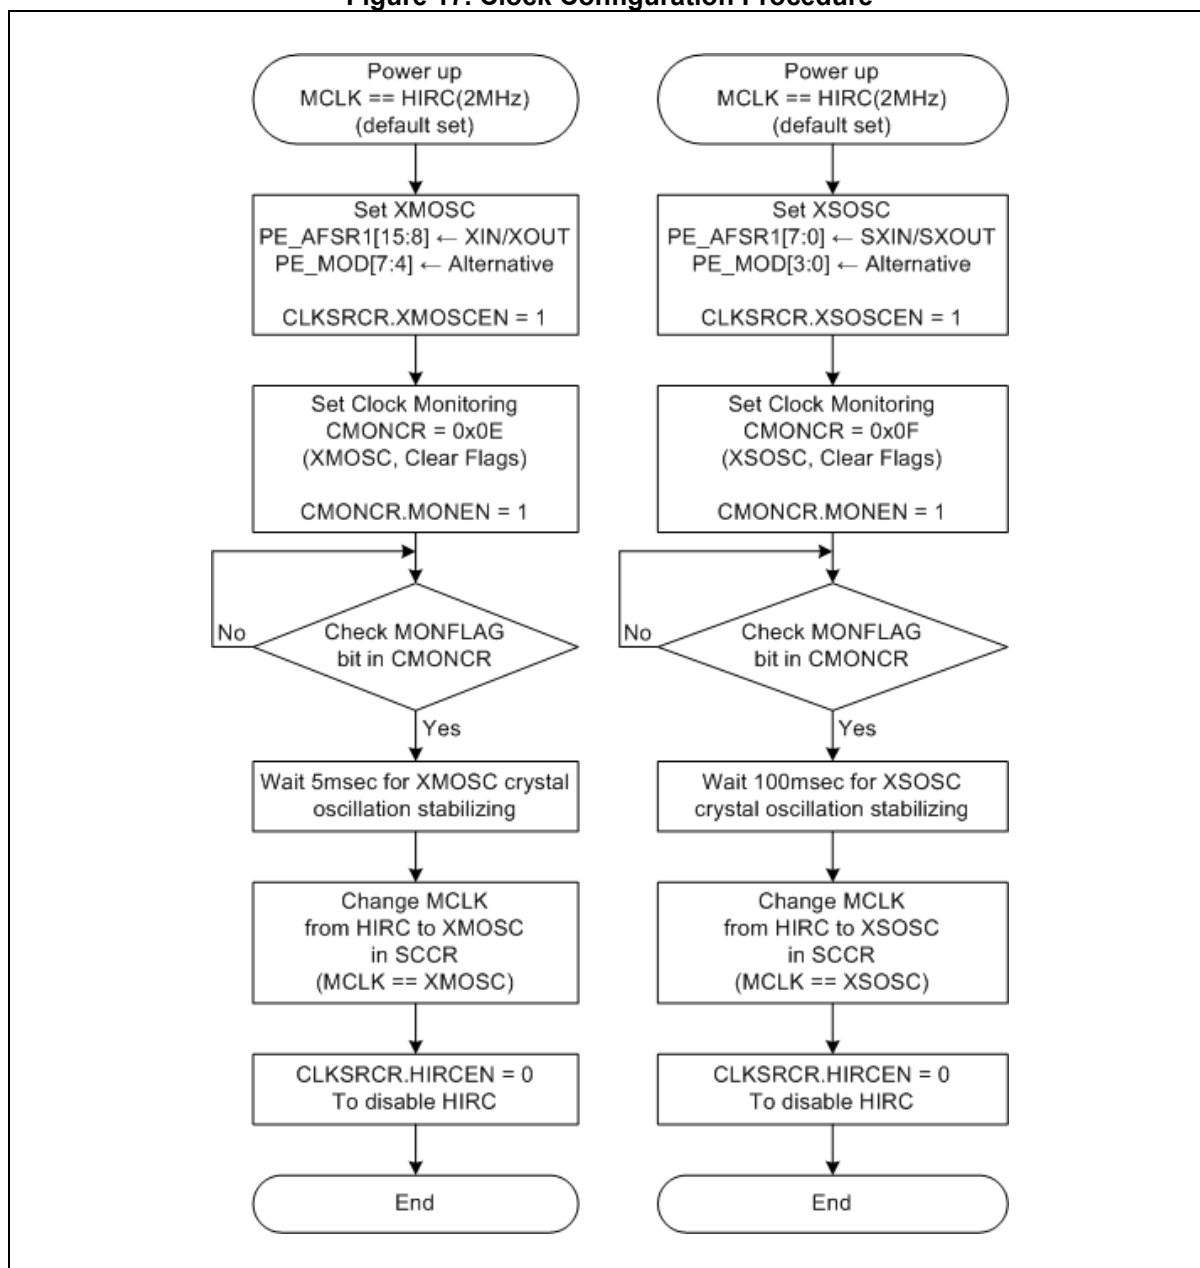 Figure 17. Clock Configuration Procedure
Power up
MCLK == HIRC(2MHz)
(default set)
Set XMOSC
PE_AFSR1[15:8] ← XIN/XOUT
PE_MOD[7:4] ← Alternative
CLKSRCR.XMOSCEN = 1
Set Clock Monitoring
CMONCR = 0x0E
(XMOSC, Clear Flags)
CMONCR.MONEN = 1
No
Check MONFLAG
bit in CMONCR
Yes
Wait 5msec for XMOSC crystal
oscillation stabilizing
Change MCLK
from HIRC to XMOSC
in SCCR
(MCLK == XMOSC)
CLKSRCR.HIRCEN = 0
To disable HIRC
End
Power up
MCLK == HIRC(2MHz)
(default set)
Set XSOSC
PE_AFSR1[7:0] ← SXIN/SXOUT
PE_MOD[3:0] ← Alternative
CLKSRCR.XSOSCEN = 1
Set Clock Monitoring
CMONCR = 0x0F
(XSOSC, Clear Flags)
CMONCR.MONEN = 1
No
Check MONFLAG
bit in CMONCR
Yes
Wait 100msec for XSOSC
crystal oscillation stabilizing
Change MCLK
from HIRC to XSOSC
in SCCR
(MCLK == XSOSC)
CLKSRCR.HIRCEN = 0
To disable HIRC
End